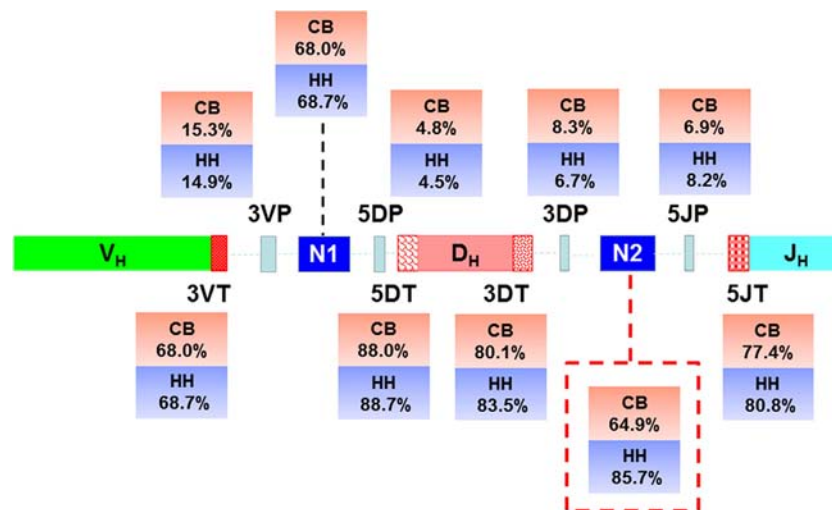 CB
68.0%
HH
68.7%
CB
15.3%
HH
14.9%
CB
4.8%
HH
4.5%
CB
8.3%
HH
6.7%
CB
6.9%
HH
8.2%
3VP
5DP
3DP
5JP
VH
N1
DH
N2
JH
3VT
5DT
3DT
5JT
CB
68.0%
HH
68.7%
CB
88.0%
HH
88.7%
CB
80.1%
HH
83.5%
CB
64.9%
HH
85.7%
CB
77.4%
HH
80.8%